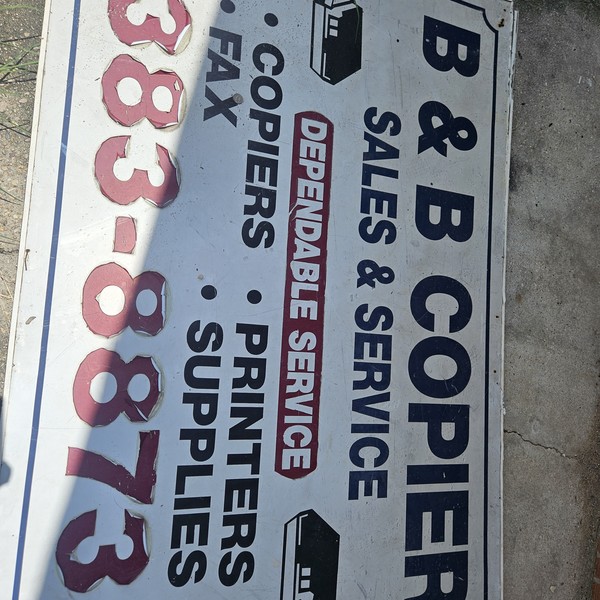 B & B COPIER
SALES & SERVICE
DEPENDABLE SERVICE
• COPIERS • PRINTERS
• FAX • SUPPLIES
383-8873